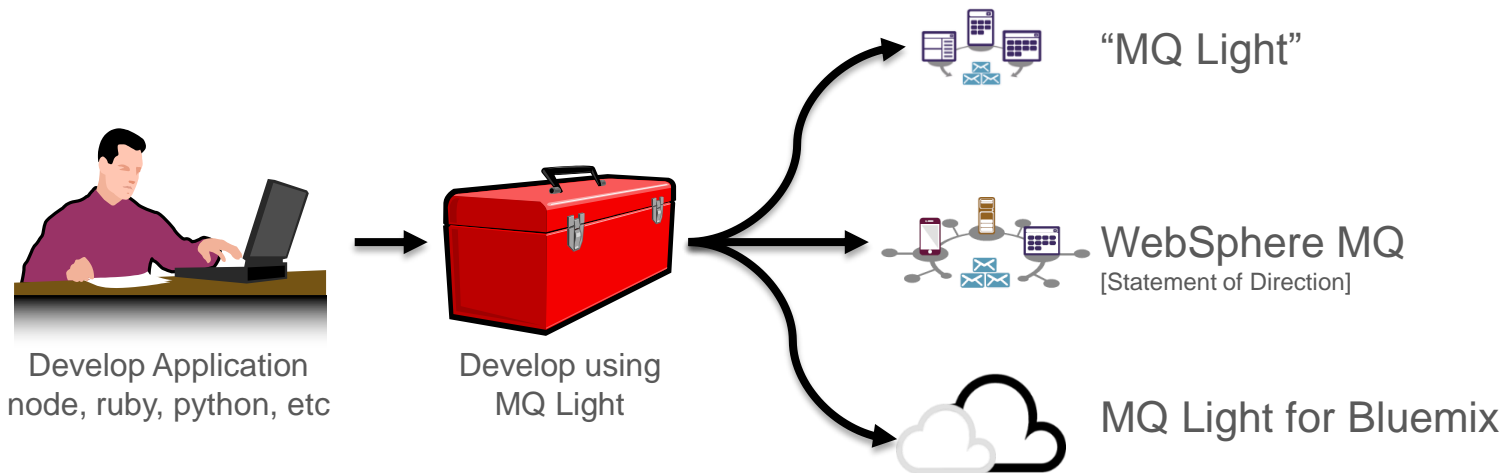 Develop Application
node, ruby, python, etc
Develop using
MQ Light
“MQ Light”
WebSphere MQ
[Statement of Direction]
MQ Light for Bluemix